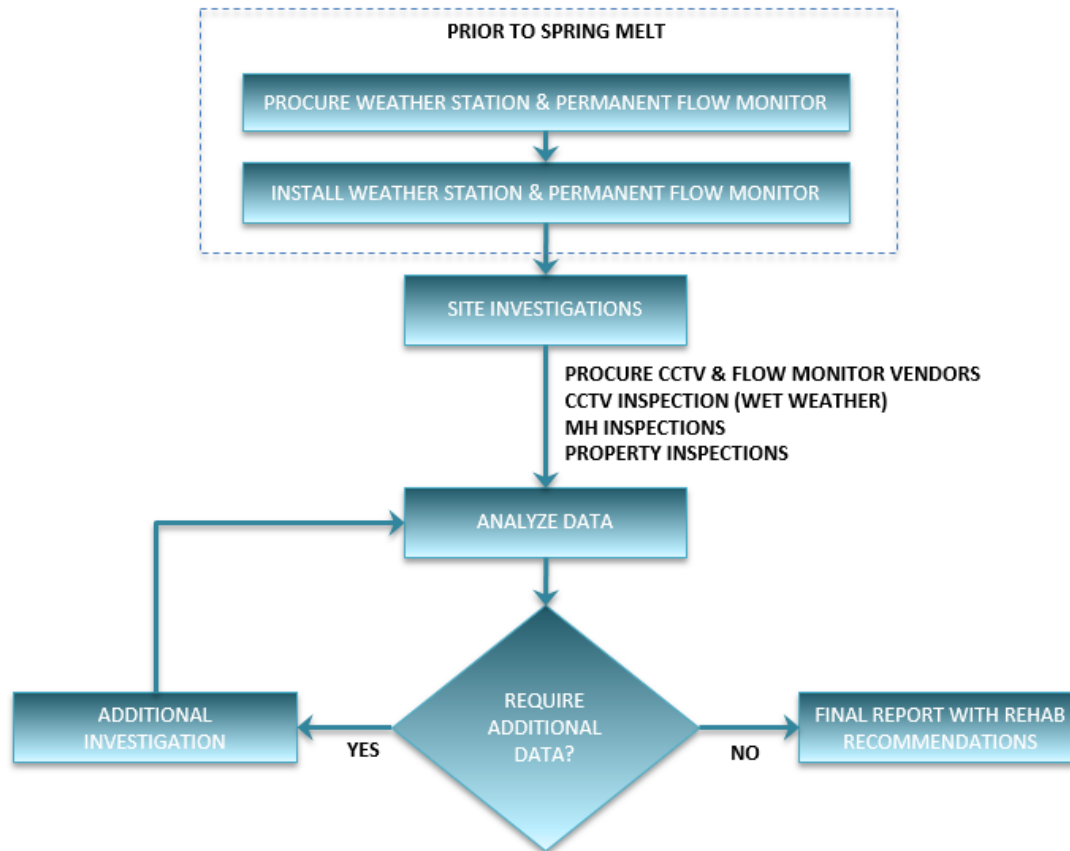 PRIOR TO SPRING MELT
PROCURE WEATHER STATION & PERMANENT FLOW MONITOR
INSTALL WEATHER STATION & PERMANENT FLOW MONITOR
SITE INVESTIGATIONS
PROCURE CCTV & FLOW MONITOR VENDORS
CCTV INSPECTION (WET WEATHER)
MH INSPECTIONS
PROPERTY INSPECTIONS
ANALYZE DATA
REQUIRE
ADDITIONAL
DATA?
YES
ADDITIONAL
INVESTIGATION
NO
FINAL REPORT WITH REHAB
RECOMMENDATIONS